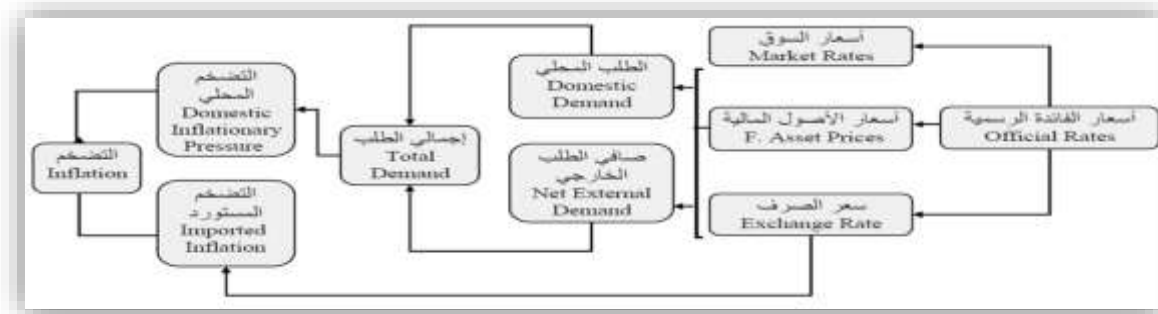 أسعار السوق
Market Rates
أسعار الفائدة الرسمية
Official Rates
أسعار الأصول المالية
F. Asset Prices
سعر الصرف
Exchange Rate
الطلب المحلي
Domestic
Demand
صافي الطلب
الخارجي
Net External
Demand
إجمالي الطلب
Total
Demand
التضخم
المحلي
Domestic
Inflationary
Pressure
التضخم
المستورد
Imported
Inflation
التضخم
Inflation